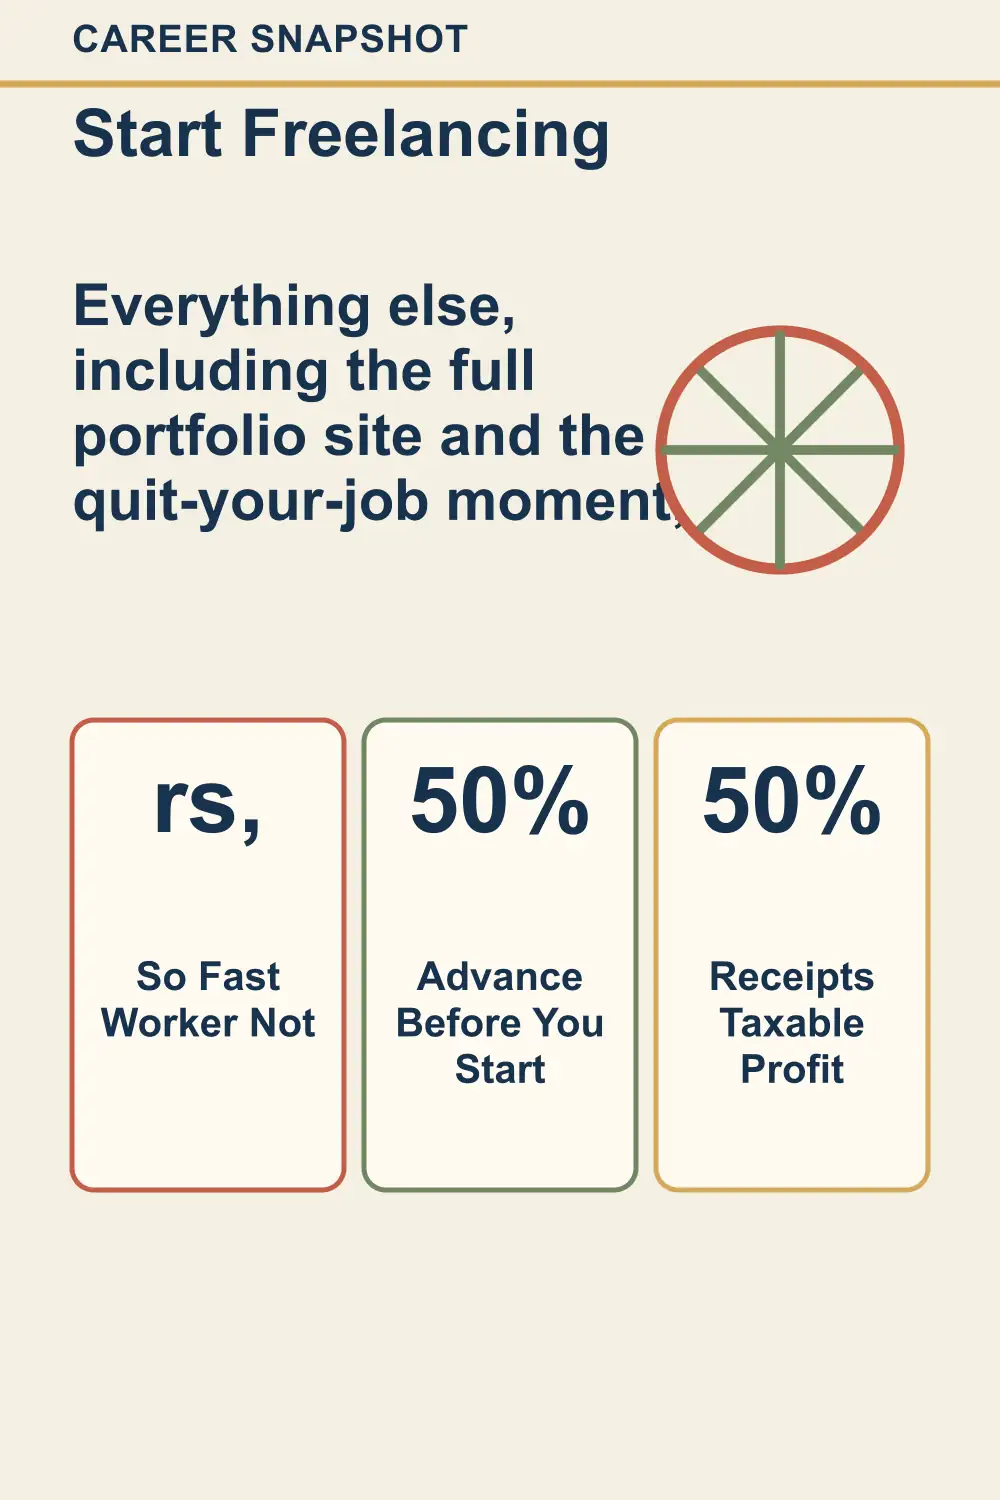 CAREER SNAPSHOT
Start Freelancing
Everything else,
including the full
portfolio site and the
quit-your-job moment,
rs,
So Fast
Worker Not
50%
Advance
Before You
Start
50%
Receipts
Taxable
Profit